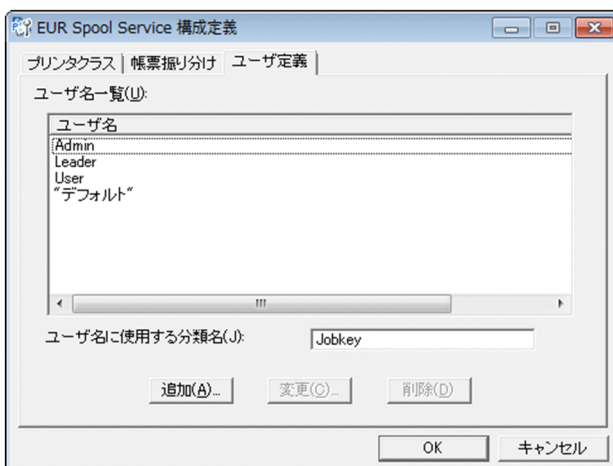 EUR Spool Service 構成定義
プリンタクラス 帳票振り分け ユーザ定義
ユーザ名一覧(U):
ユーザ名
Admin
Leader
User
"デフォルト"
ユーザ名に使用する分類名(J): Jobkey
追加(A)... 変更(C)... 削除(D)
OK キャンセル